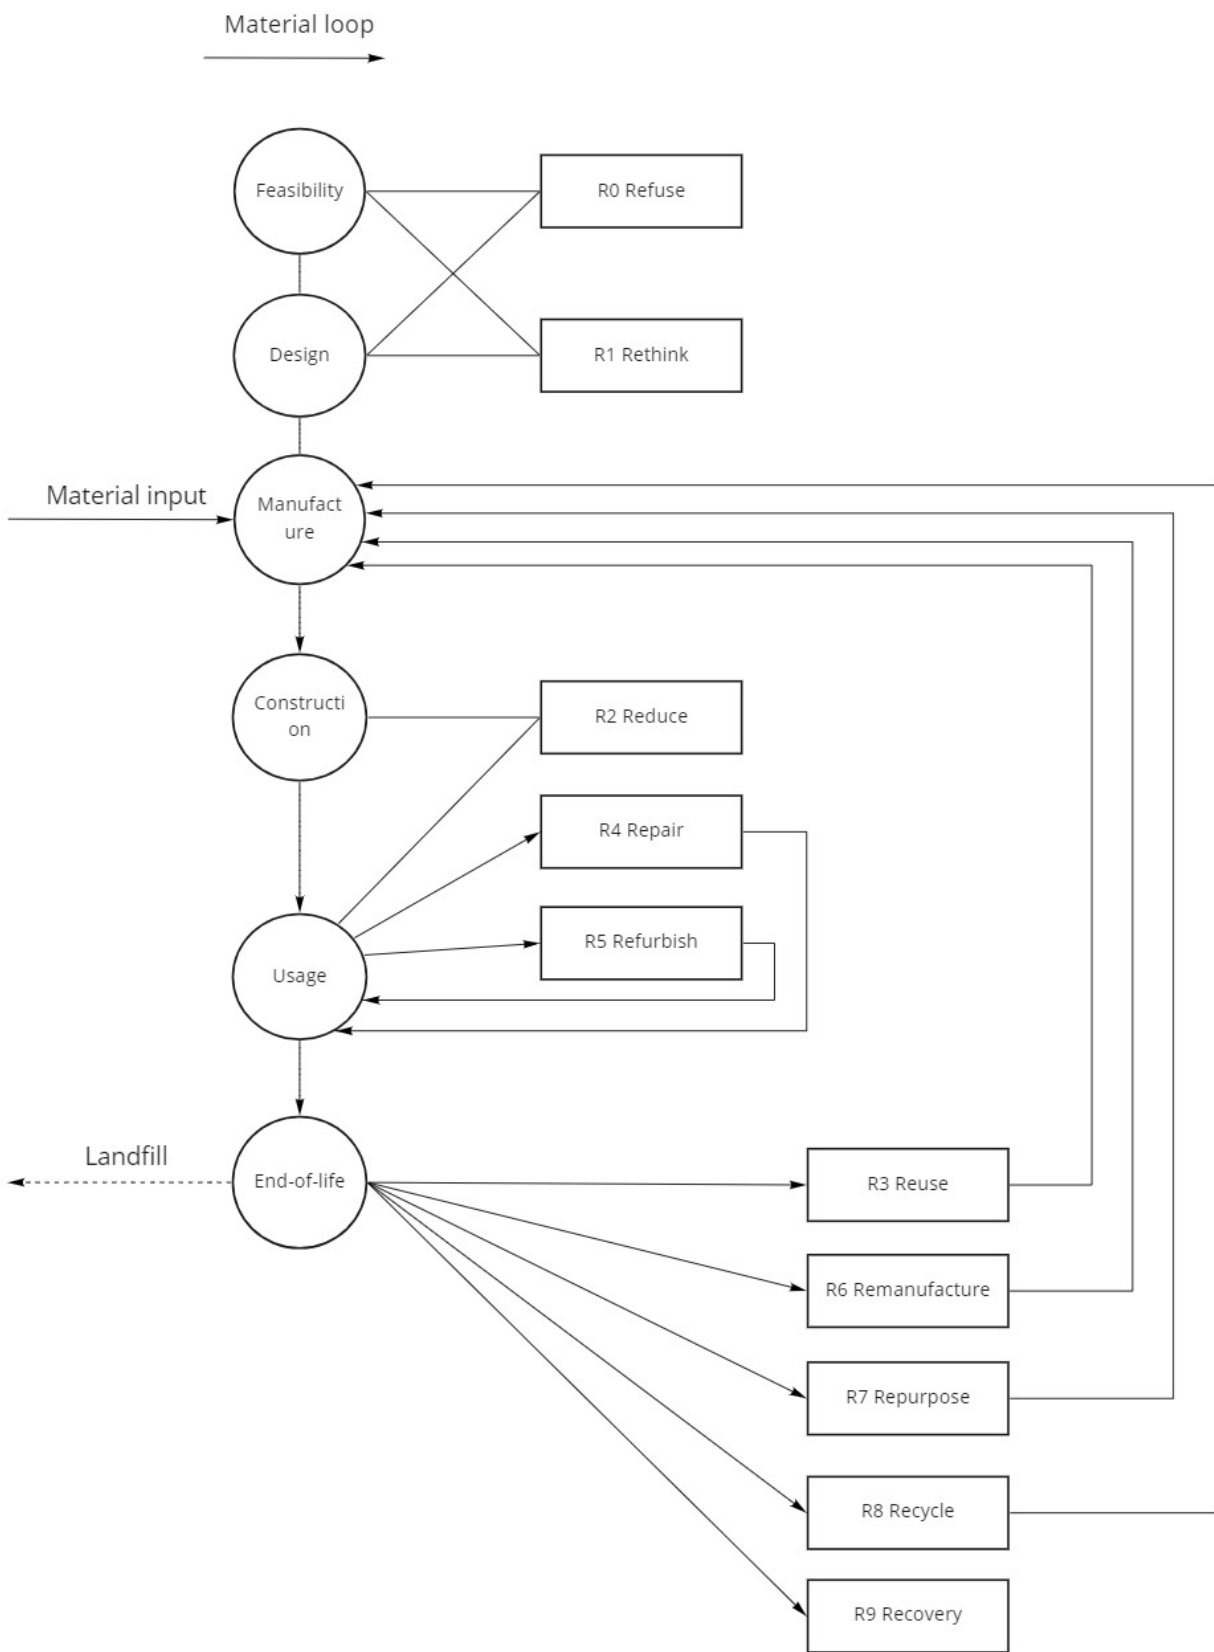 Material loop
Feasibility
R0 Refuse
Design
R1 Rethink
Material input
Manufact
ure
Constructi
on
R2 Reduce
R4 Repair
R5 Refurbish
Usage
Landfill
End-of-life
R3 Reuse
R6 Remanufacture
R7 Repurpose
R8 Recycle
R9 Recovery